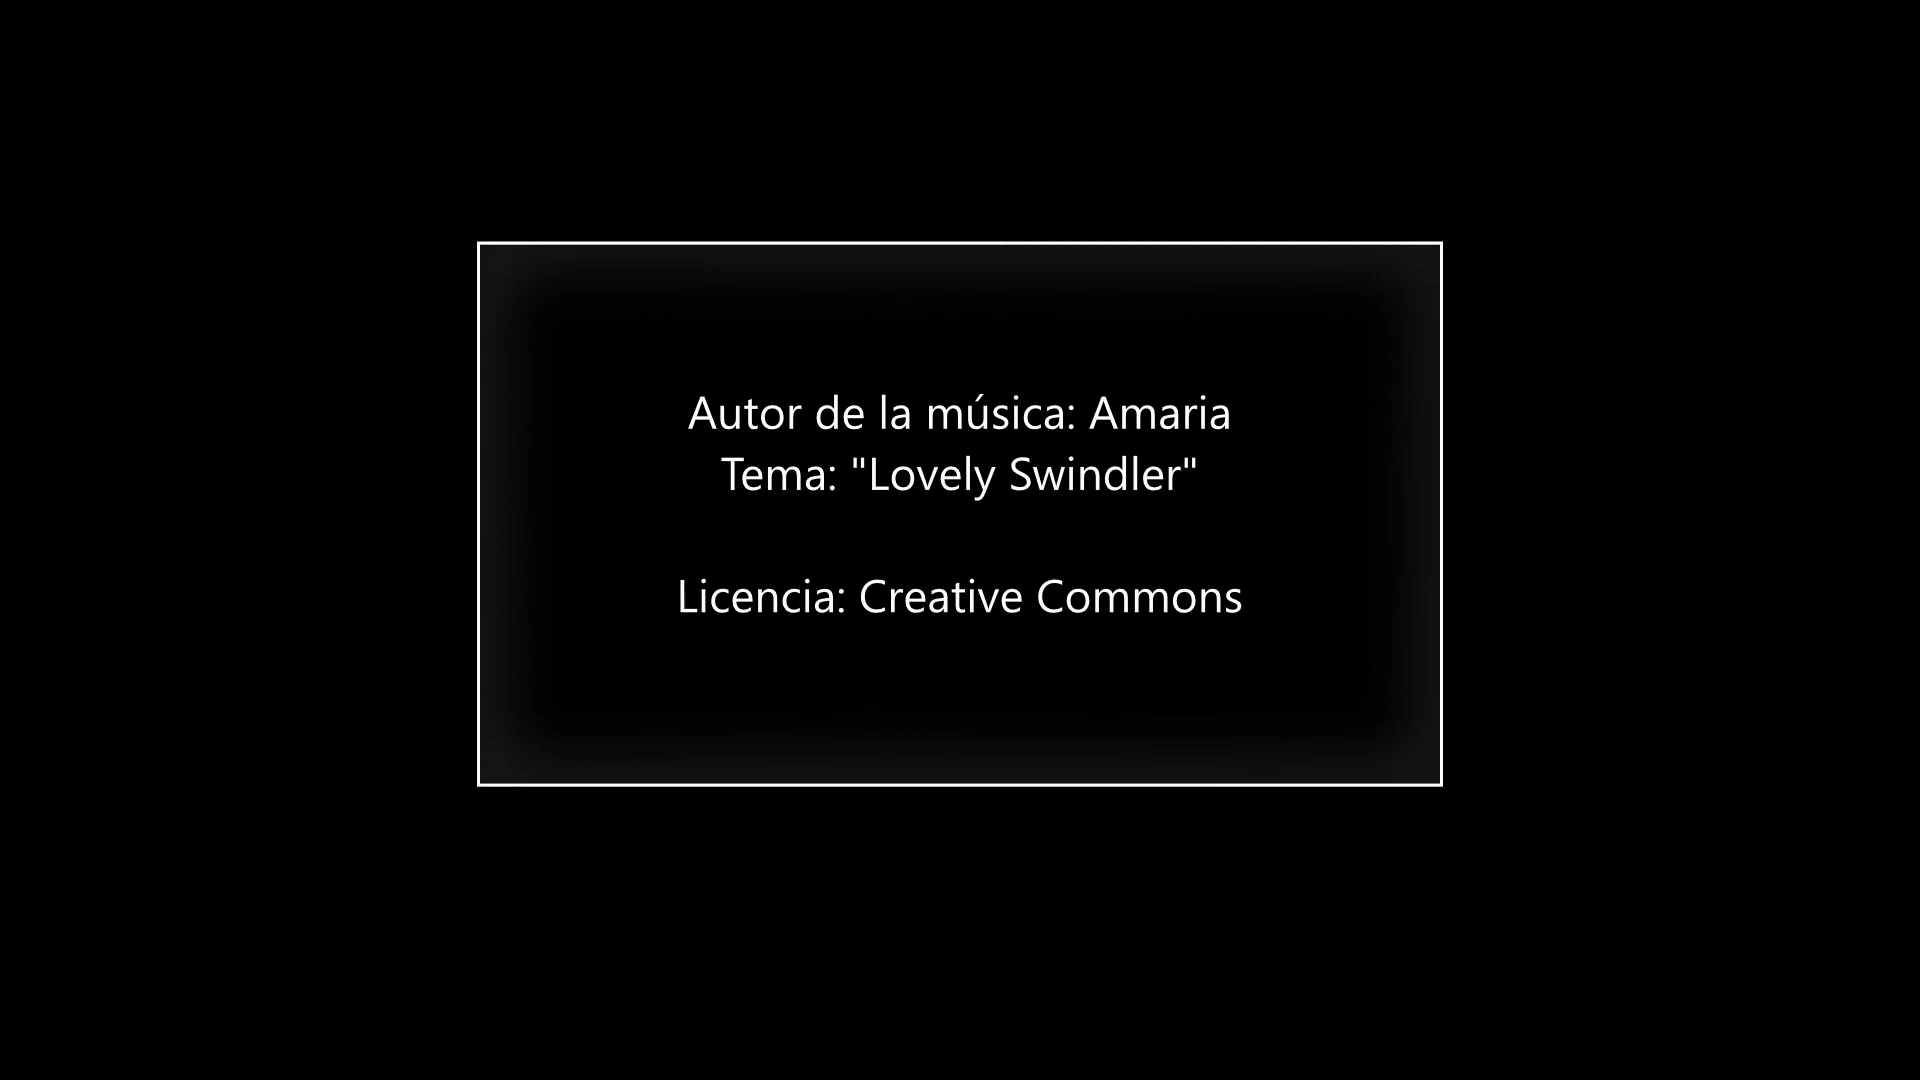 Autor de la música: Amaria
Tema: "Lovely Swindler"
Licencia: Creative Commons